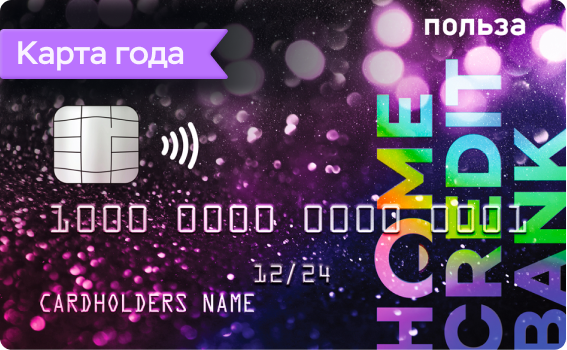 польза
Карта года
HOME
CREDIT
BANK
1000 0000 0000 0001
12/24
CARDHOLDERS NAME